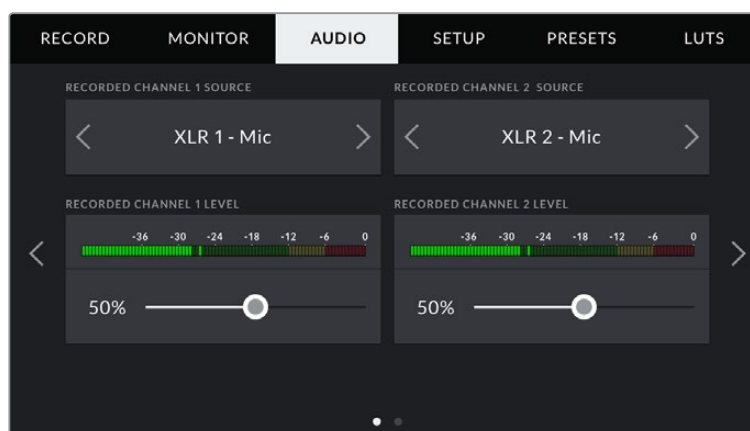 RECORD MONITOR AUDIO SETUP PRESETS LUTS
RECORDED CHANNEL 1 SOURCE RECORDED CHANNEL 2 SOURCE
XLR 1 - Mic XLR 2 - Mic
RECORDED CHANNEL 1 LEVEL RECORDED CHANNEL 2 LEVEL
-36 -30 -24 -18 -12 -6 0 -36 -30 -24 -18 -12 -6 0
50% 50%